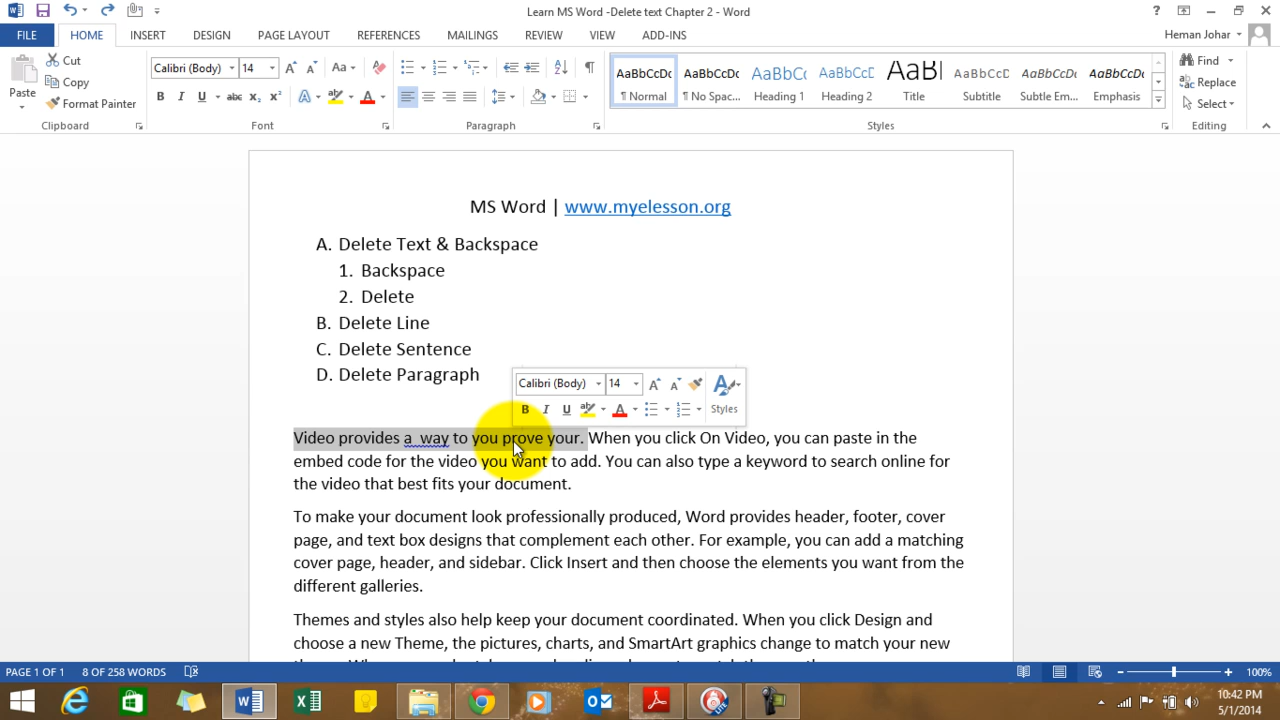 Learn MS Word -Delete text Chapter 2 - Word
FILE HOME INSERT DESIGN PAGE LAYOUT REFERENCES MAILINGS REVIEW VIEW ADD-INS Heman Johar
Paste
Cut
Copy
Format Painter
Clipboard
Calibri (Body) 14
Font
Paragraph
AaBbCcDc AaBbCcDc AaBbCc AaBbCcC AaBl AaBbCcC AaBbCcDc AaBbCcDc
¶ Normal ¶ No Spac... Heading 1 Heading 2 Title Subtitle Subtle Em... Emphasis
Styles
Find
Replace
Select
Editing
MS Word | www.myelesson.org
A. Delete Text & Backspace
1. Backspace
2. Delete
B. Delete Line
C. Delete Sentence
D. Delete Paragraph
Calibri (Body) 14
Styles
Video provides a way to you prove your. When you click On Video, you can paste in the
embed code for the video you want to add. You can also type a keyword to search online for
the video that best fits your document.
To make your document look professionally produced, Word provides header, footer, cover
page, and text box designs that complement each other. For example, you can add a matching
cover page, header, and sidebar. Click Insert and then choose the elements you want from the
different galleries.
Themes and styles also help keep your document coordinated. When you click Design and
choose a new Theme, the pictures, charts, and SmartArt graphics change to match your new
PAGE 1 OF 1 8 OF 258 WORDS 100%
10:42 PM
5/1/2014